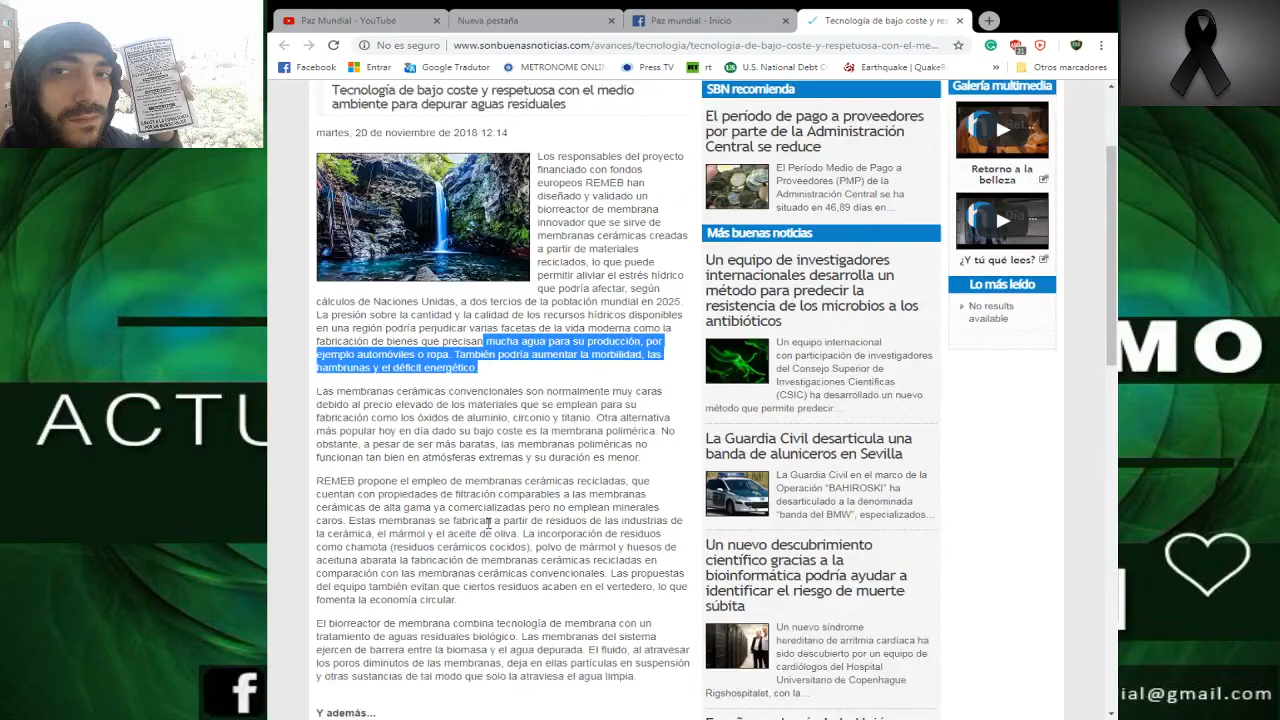 Paz Mundial - YouTube
Nueva pestaña
Paz mundial - Inicio
Tecnología de bajo coste y res
No es seguro
www.sonbuenasnoticias.com/avances/tecnologia/tecnologia-de-bajo-coste-y-respetuosa-con-el-me...
21
Facebook
Entrar
Google Tradutor
METRONOME ONLI
Press TV
RT
rt
US
U.S. National Debt C
Earthquake (QuakeR
»
Otros marcadores
Tecnología de bajo coste y respetuosa con el medio
ambiente para depurar aguas residuales
martes, 20 de noviembre de 2018 12:14
Los responsables del proyecto
financiado con fondos
europeos REMEB han
diseñado y validado un
biorreactor de membrana
innovador que se sirve de
membranas cerámicas creadas
a partir de materiales
reciclados, lo que puede
permitir aliviar el estrés hídrico
que podría afectar, según
cálculos de Naciones Unidas, a dos tercios de la población mundial en 2025.
La presión sobre la cantidad y la calidad de los recursos hídricos disponibles
en una región podría perjudicar varias facetas de la vida moderna como la
fabricación de bienes que precisan mucha agua para su producción, por
ejemplo automóviles o ropa. También podría aumentar la morbilidad, las
hambrunas y el déficit energético.
Las membranas cerámicas convencionales son normalmente muy caras
debido al precio elevado de los materiales que se emplean para su
fabricación como los óxidos de aluminio, circonio y titanio. Otra alternativa
más popular hoy en día dado su bajo coste es la membrana polimérica. No
obstante, a pesar de ser más baratas, las membranas poliméricas no
funcionan tan bien en atmósferas extremas y su duración es menor.
REMEB propone el empleo de membranas cerámicas recicladas, que
cuentan con propiedades de filtración comparables a las membranas
cerámicas de alta gama ya comercializadas pero no emplean minerales
caros. Estas membranas se fabrican a partir de residuos de las industrias de
la cerámica, el mármol y el aceite de oliva. La incorporación de residuos
como chamota (residuos cerámicos cocidos), polvo de mármol y huesos de
aceituna abarata la fabricación de membranas cerámicas recicladas en
comparación con las membranas cerámicas convencionales. Las propuestas
del equipo también evitan que ciertos residuos acaben en el vertedero, lo que
fomenta la economía circular.
El biorreactor de membrana combina tecnología de membrana con un
tratamiento de aguas residuales biológico. Las membranas del sistema
ejercen de barrera entre la biomasa y el agua depurada. El fluido, al atravesar
los poros diminutos de las membranas, deja en ellas partículas en suspensión
y otras sustancias de tal modo que solo la atraviesa el agua limpia.
Y además...
SBN recomienda
El período de pago a proveedores
por parte de la Administración
Central se reduce
El Período Medio de Pago a
Proveedores (PMP) de la
Administración Central se ha
situado en 46,89 días en...
Más buenas noticias
Un equipo de investigadores
internacionales desarrolla un
método para predecir la
resistencia de los microbios a los
antibióticos
Un equipo internacional
con participación de investigadores
del Consejo Superior de
Investigaciones Científicas
(CSIC) ha desarrollado un nuevo
método que permite predecir...
La Guardia Civil desarticula una
banda de aluniceros en Sevilla
La Guardia Civil en el marco de la
Operación "BAHIROSKI" ha
desarticulado a la denominada
"banda del BMW", especializados...
Un nuevo descubrimiento
científico gracias a la
bioinformática podría ayudar a
identificar el riesgo de muerte
súbita
Un nuevo síndrome
hereditario de arritmia cardíaca ha
sido descubierto por un equipo de
cardiólogos del Hospital
Universitario de Copenhague
Rigshospitalet, con la...
Galería multimedia
Retorno a la
belleza
¿Y tú qué lees?
Lo más leído
No results
available
ACTU
MO
f
ial@gmail.com